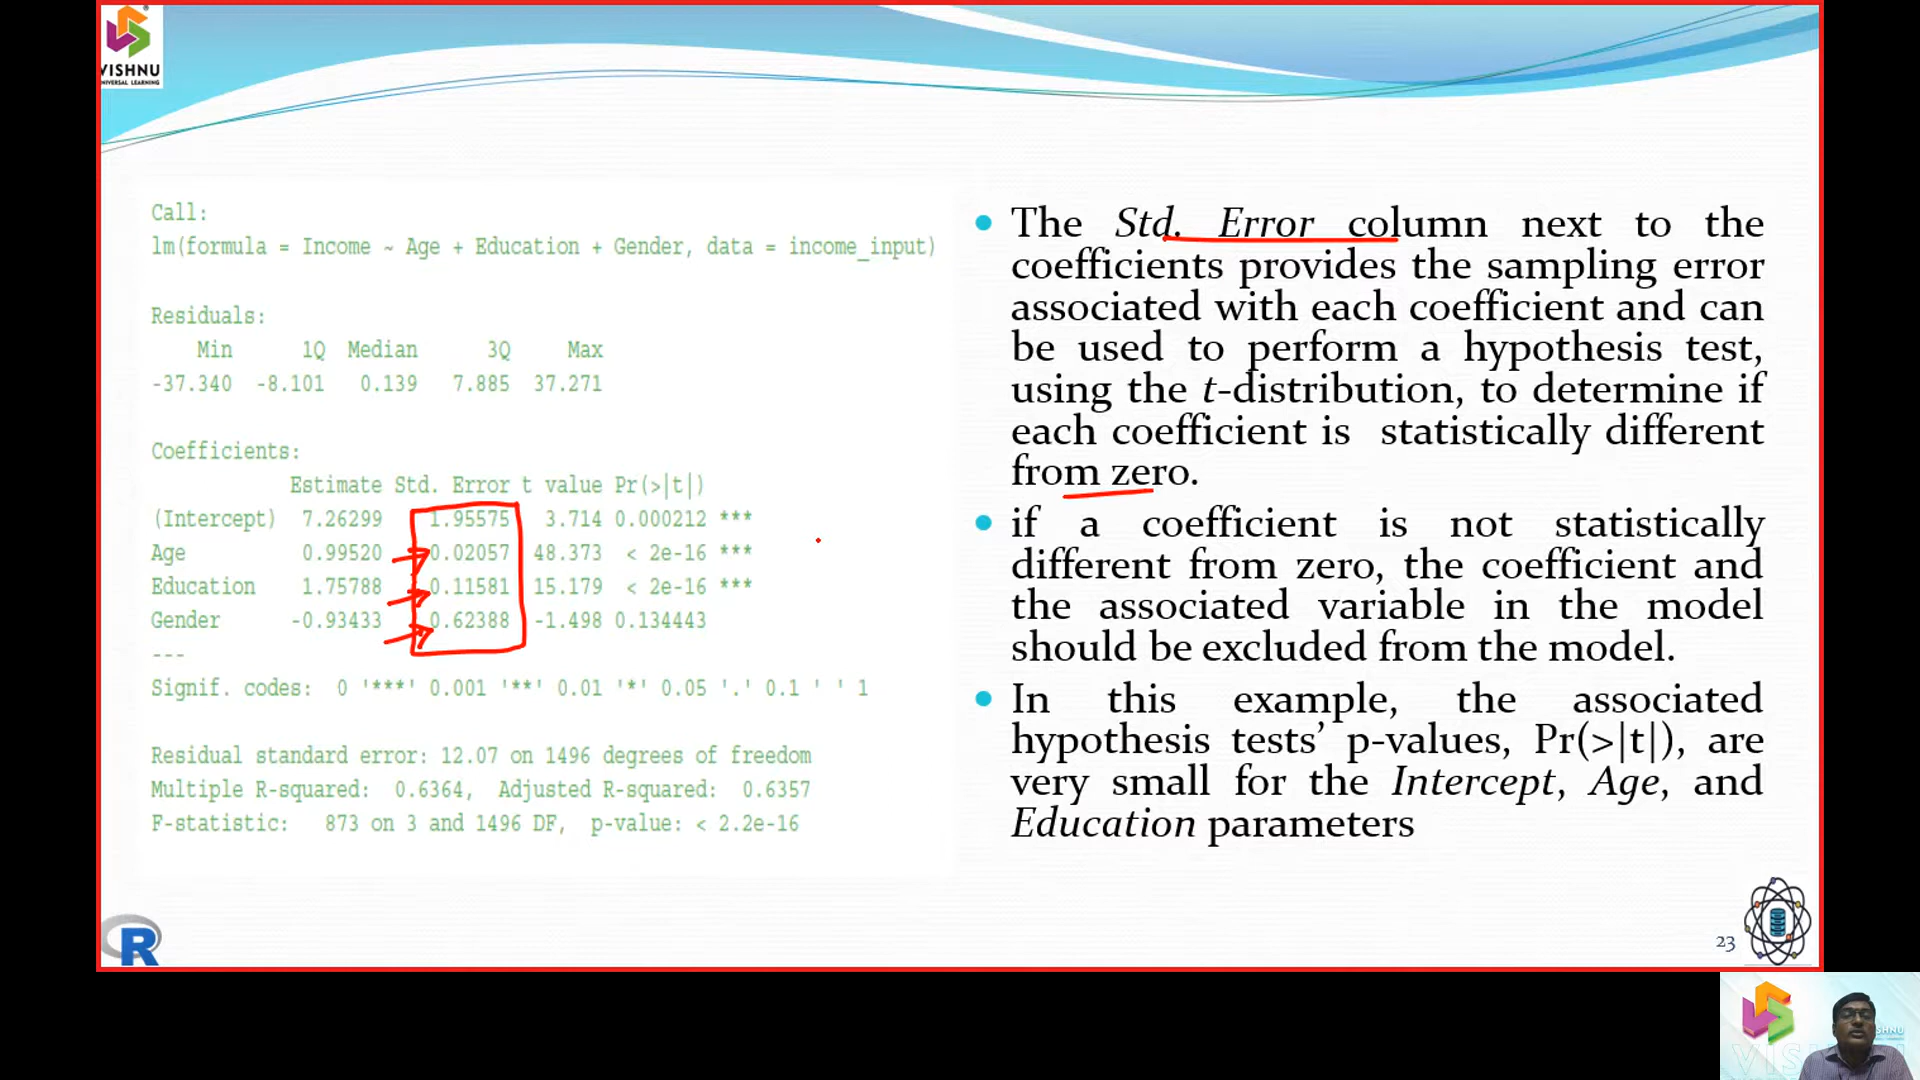 VISHNU
UNIVERSAL LEARNING
Call:
lm(formula = Income ~ Age + Education + Gender, data = income_input)
Residuals:
Min 1Q Median 3Q Max
-37.340 -8.101 0.139 7.885 37.271
Coefficients:
Estimate Std. Error t value Pr(>|t|)
(Intercept) 7.26299 1.95575 3.714 0.000212 ***
Age 0.99520 0.02057 48.373 < 2e-16 ***
Education 1.75788 0.11581 15.179 < 2e-16 ***
Gender -0.93433 0.62388 -1.498 0.134443
---
Signif. codes: 0 '***' 0.001 '**' 0.01 '*' 0.05 '.' 0.1 ' ' 1
Residual standard error: 12.07 on 1496 degrees of freedom
Multiple R-squared: 0.6364, Adjusted R-squared: 0.6357
F-statistic: 873 on 3 and 1496 DF, p-value: < 2.2e-16
• The Std. Error column next to the
coefficients provides the sampling error
associated with each coefficient and can
be used to perform a hypothesis test,
using the t-distribution, to determine if
each coefficient is statistically different
from zero.
• if a coefficient is not statistically
different from zero, the coefficient and
the associated variable in the model
should be excluded from the model.
• In this example, the associated
hypothesis tests’ p-values, Pr(>|t|), are
very small for the Intercept, Age, and
Education parameters
R
23